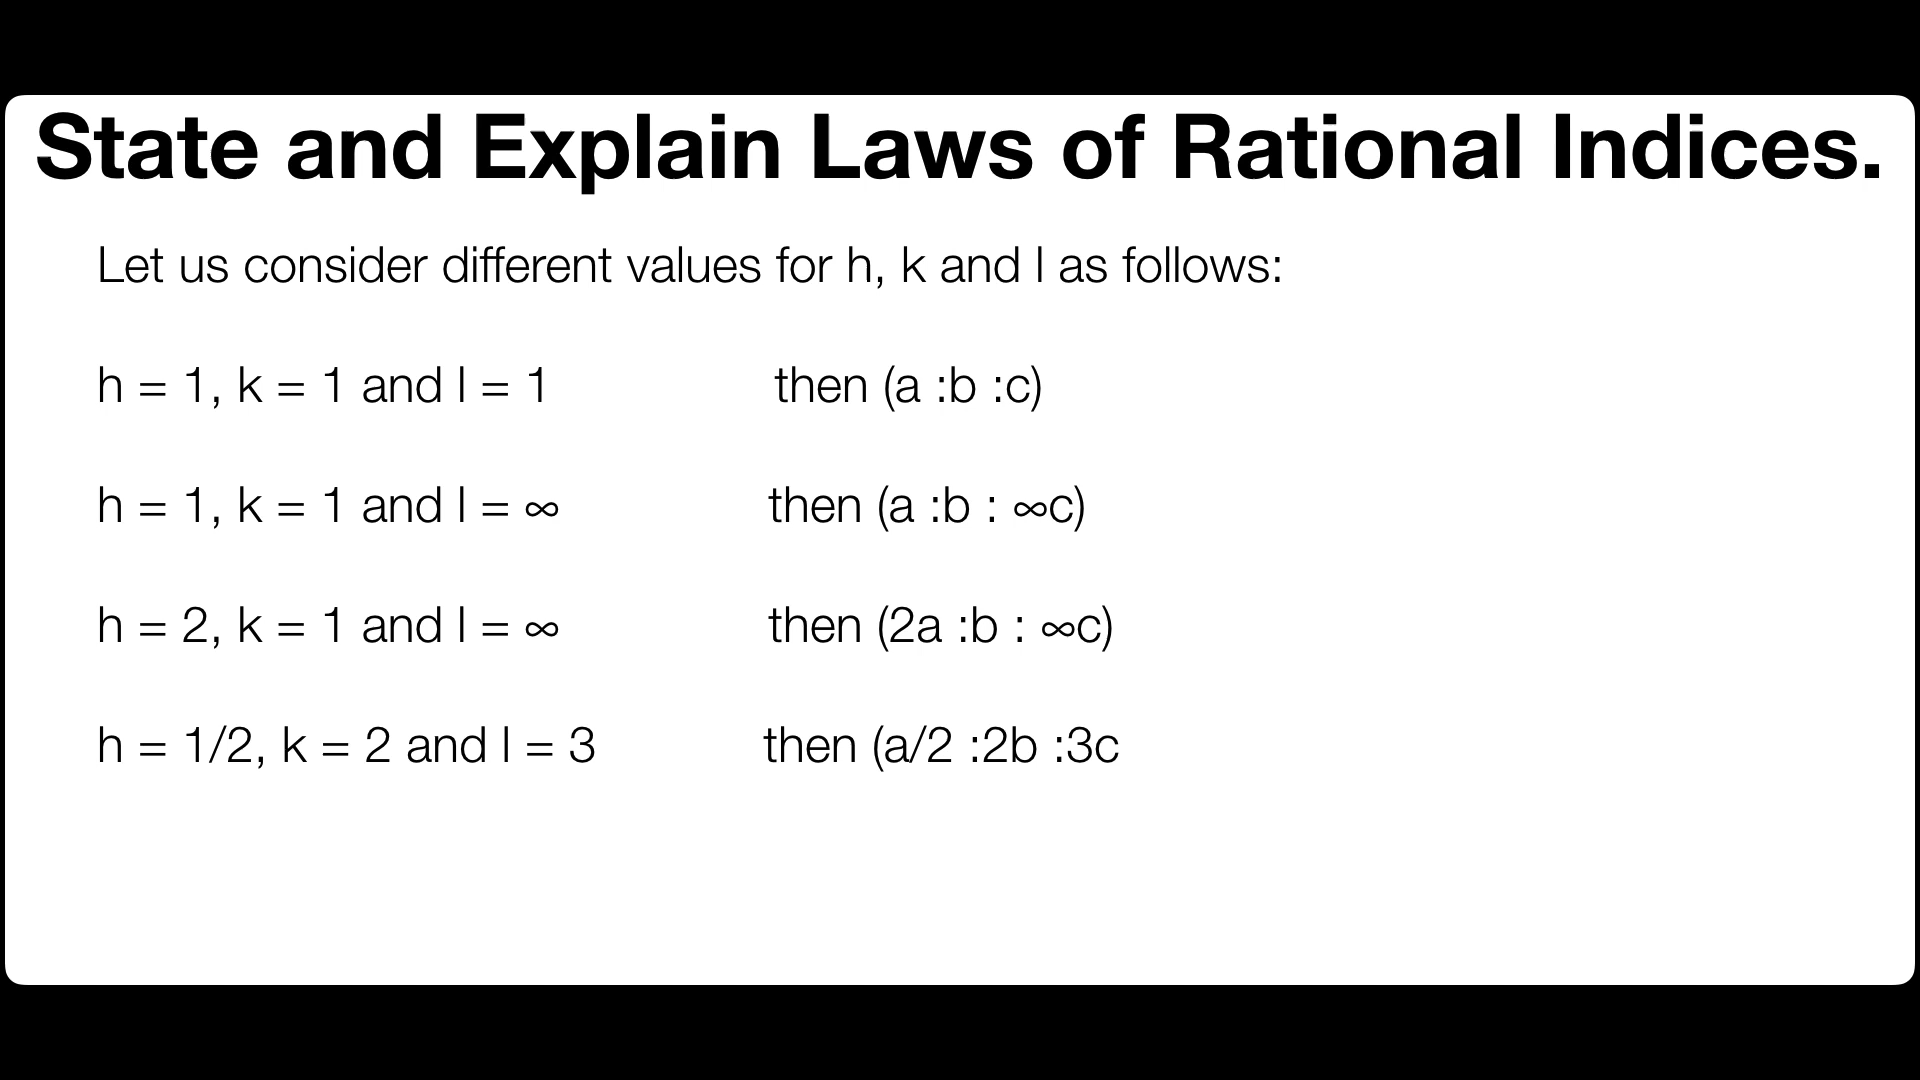 State and Explain Laws of Rational Indices.
Let us consider different values for h, k and l as follows:
h = 1, k = 1 and l = 1 then (a :b :c)
h = 1, k = 1 and l = ∞ then (a :b : ∞c)
h = 2, k = 1 and l = ∞ then (2a :b : ∞c)
h = 1/2, k = 2 and l = 3 then (a/2 :2b :3c